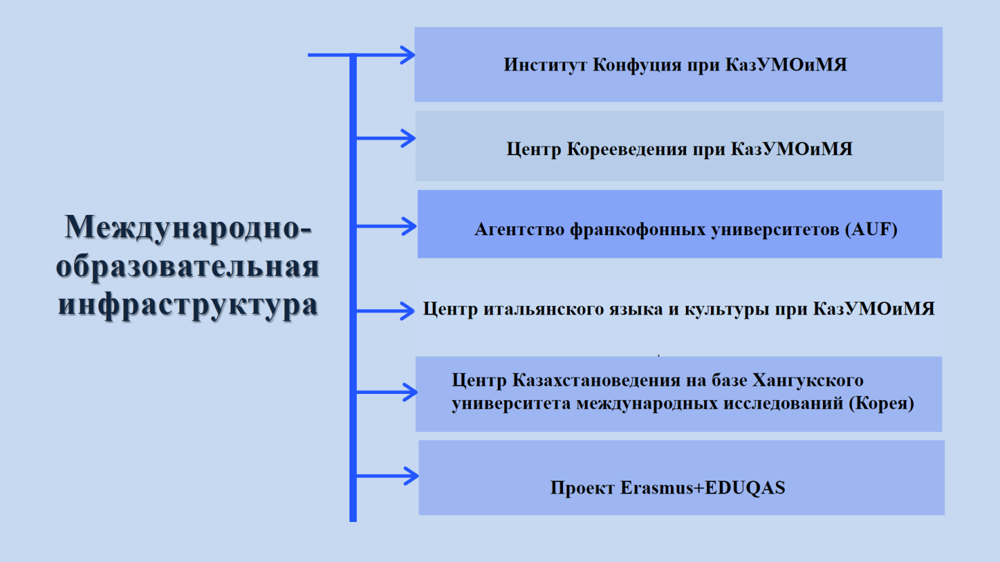 Международно-
образовательная
инфраструктура
Институт Конфуция при КазУМОиМЯ
Центр Корееведения при КазУМОиМЯ
Агентство франкофонных университетов (AUF)
Центр итальянского языка и культуры при КазУМОиМЯ
Центр Казахстановедения на базе Хангукского
университета международных исследований (Корея)
Проект Erasmus+EDUQAS